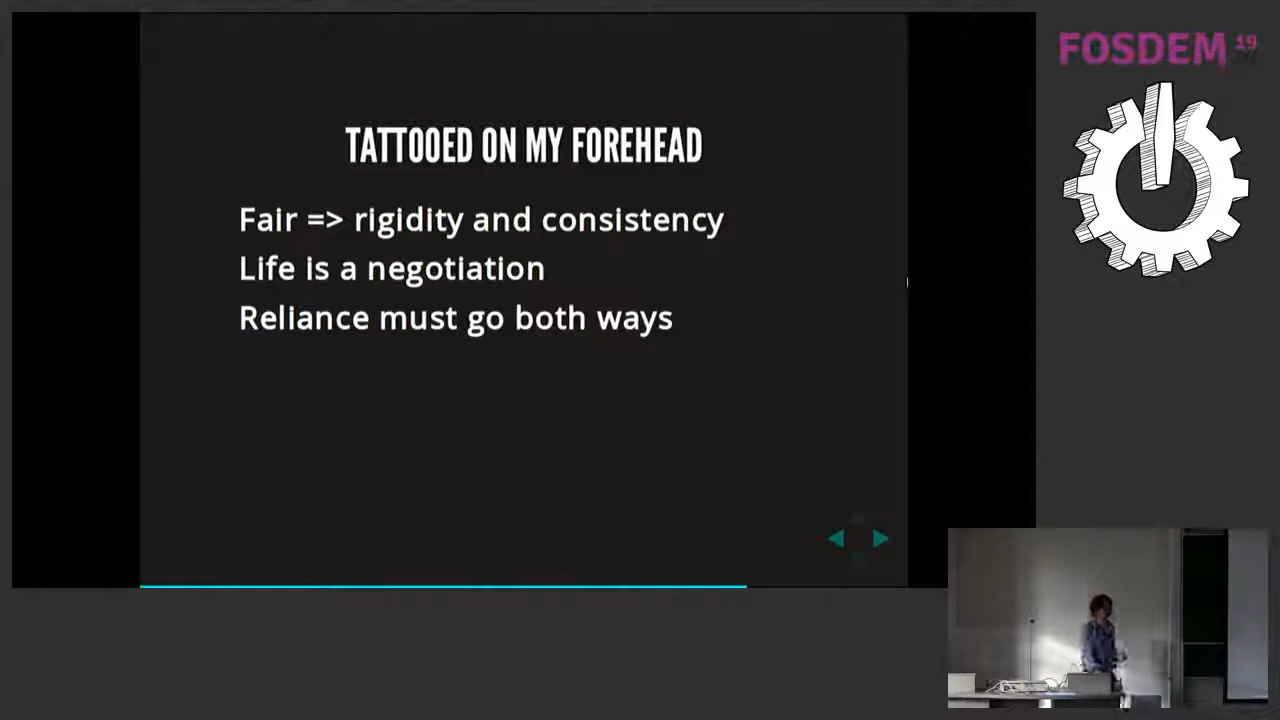 FOSDEM 19
TATTOOED ON MY FOREHEAD
Fair => rigidity and consistency
Life is a negotiation
Reliance must go both ways